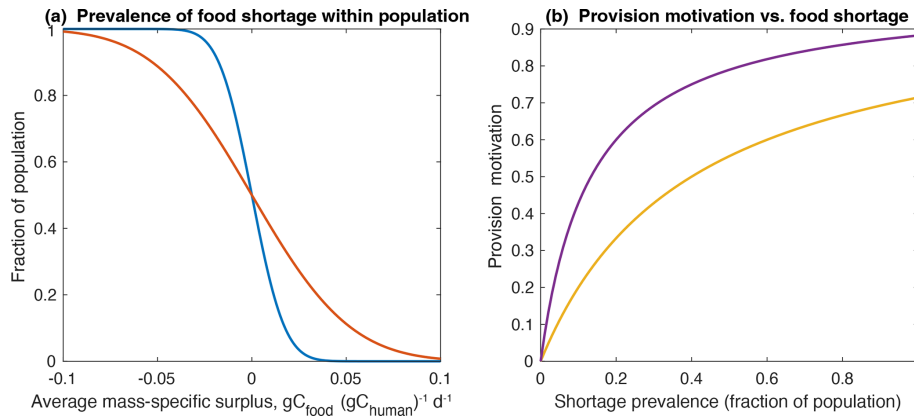 (a) Prevalence of food shortage within population
1
0.8
0.6
0.4
0.2
0
Fraction of population
-0.1 -0.05 0 0.05 0.1
Average mass-specific surplus, gC_food (gC_human)^-1 d^-1
(b) Provision motivation vs. food shortage
0.9
0.8
0.7
0.6
0.5
0.4
0.3
0.2
0.1
0
Provision motivation
0 0.2 0.4 0.6 0.8
Shortage prevalence (fraction of population)